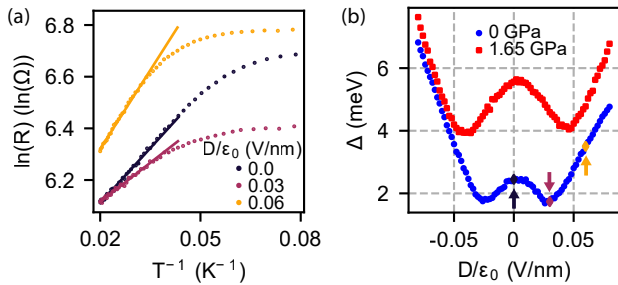 (a)
6.8
6.6
6.4
6.2
ln(R) (ln(Ω))
D/ε₀ (V/nm)
0.0
0.03
0.06
0.02
0.05
0.08
T⁻¹ (K⁻¹)
(b)
0 GPa
1.65 GPa
6
4
2
Δ (meV)
-0.05
0
0.05
D/ε₀ (V/nm)